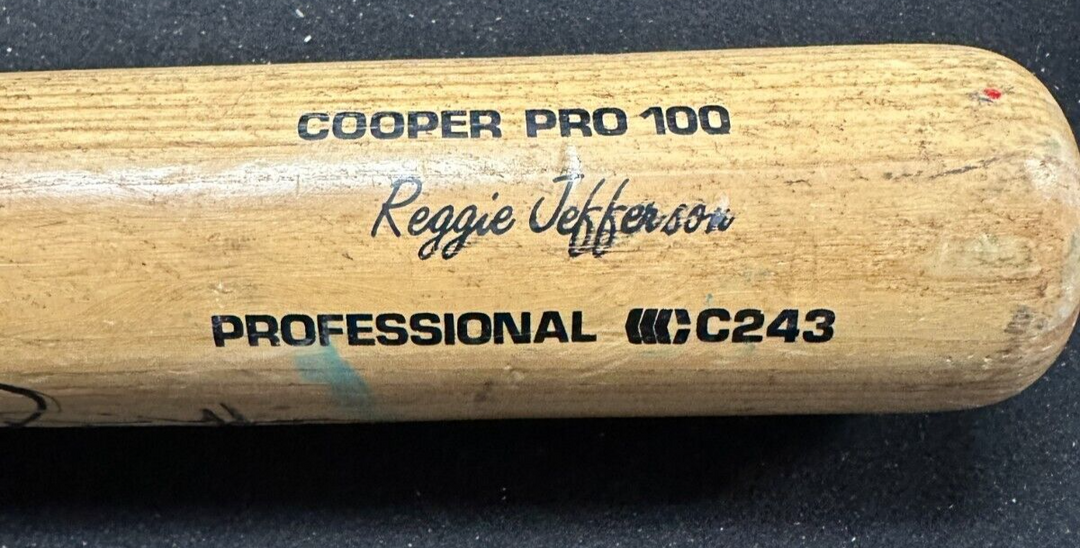 COOPER PRO 100
Reggie Jefferson
PROFESSIONAL C243